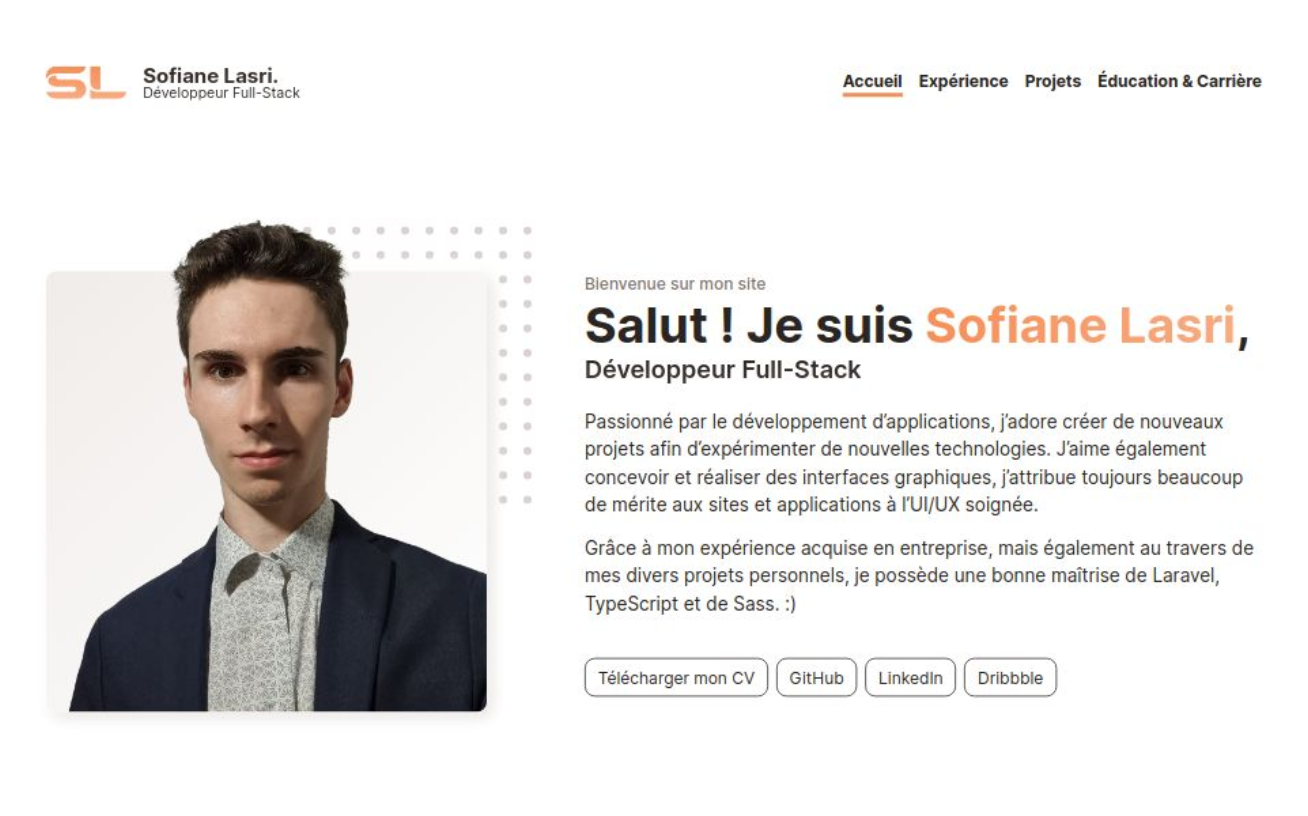 SL
Sofiane Lasri.
Développeur Full-Stack
Accueil Expérience Projets Éducation & Carrière
Bienvenue sur mon site
Salut ! Je suis Sofiane Lasri,
Développeur Full-Stack
Passionné par le développement d’applications, j’adore créer de nouveaux
projets afin d’expérimenter de nouvelles technologies. J’aime également
concevoir et réaliser des interfaces graphiques, j’attribue toujours beaucoup
de mérite aux sites et applications à l’UI/UX soignée.
Grâce à mon expérience acquise en entreprise, mais également au travers de
mes divers projets personnels, je possède une bonne maîtrise de Laravel,
TypeScript et de Sass. :)
Télécharger mon CV GitHub LinkedIn Dribbble